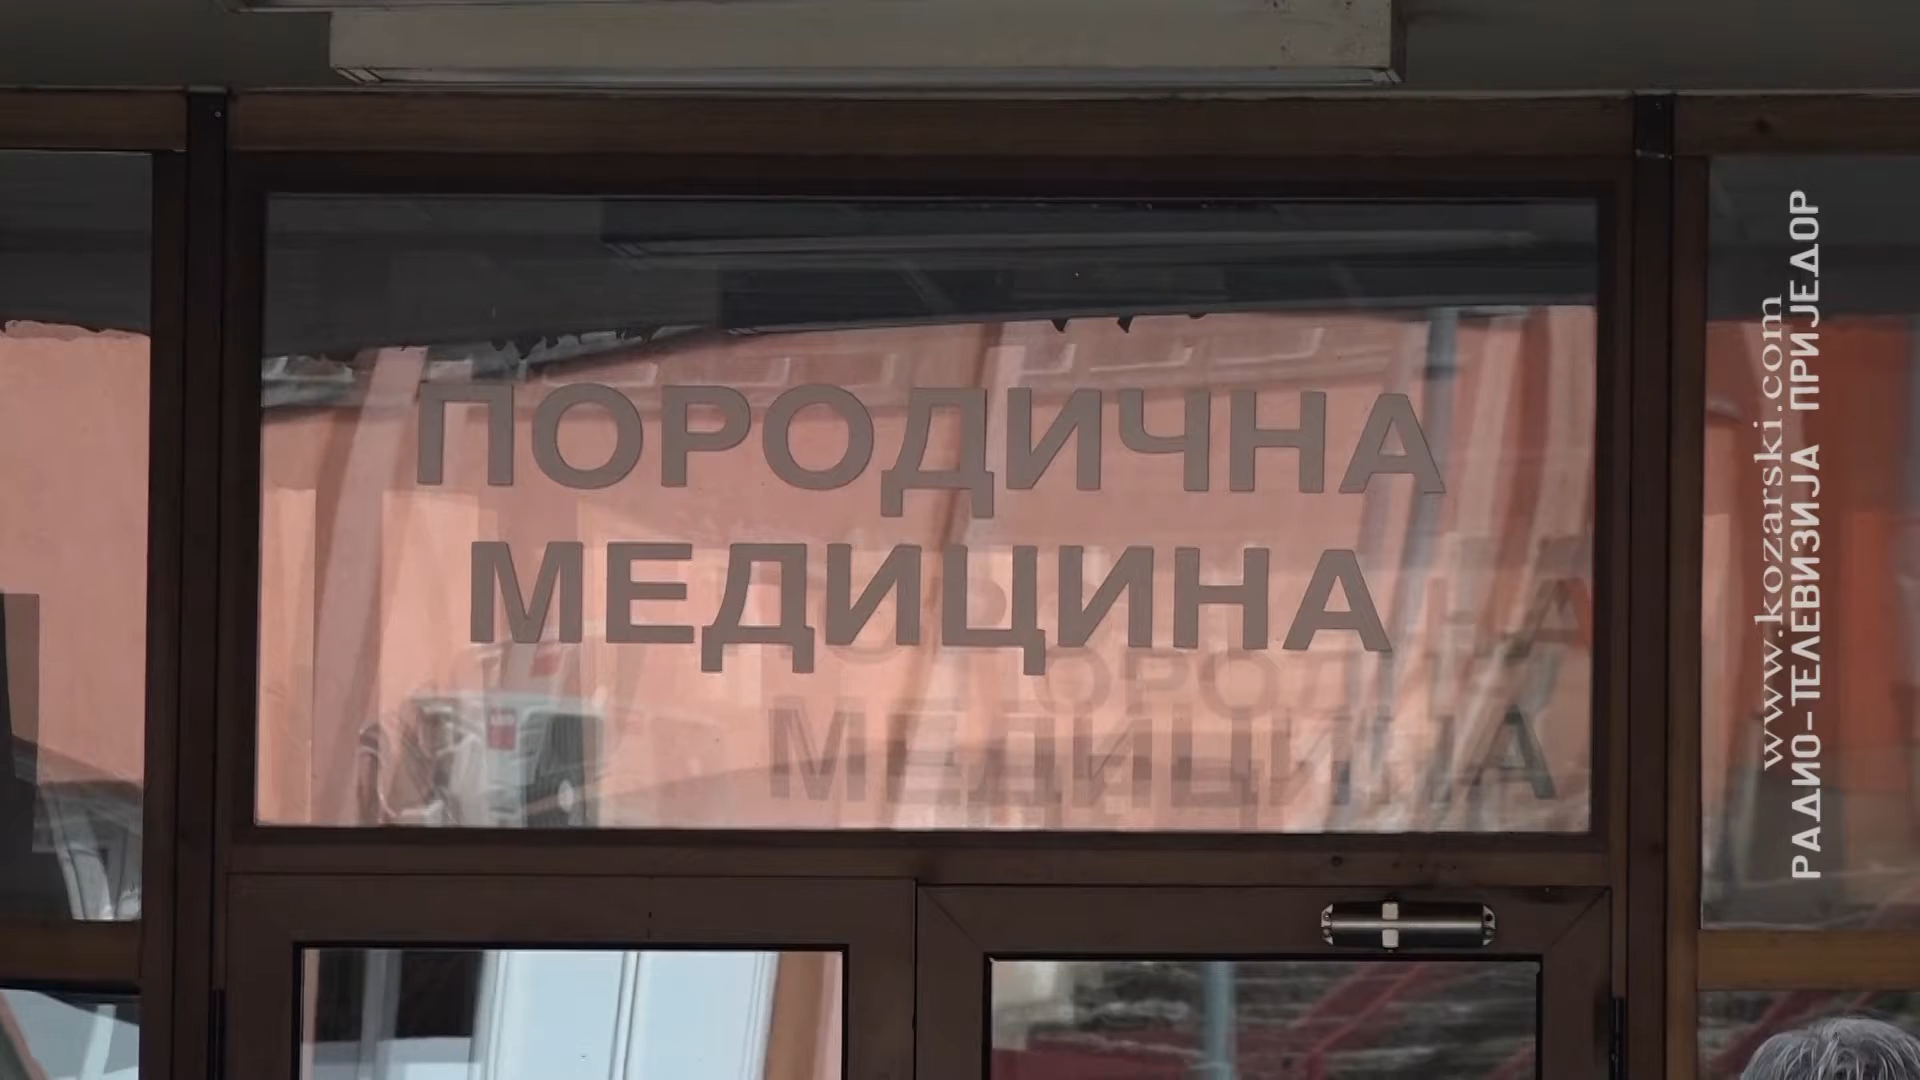 ПОРОДИЧНА
МЕДИЦИНА
www.kozarski.com
РАДИО-ТЕЛЕВИЗИЈА ПРИЈЕДОР